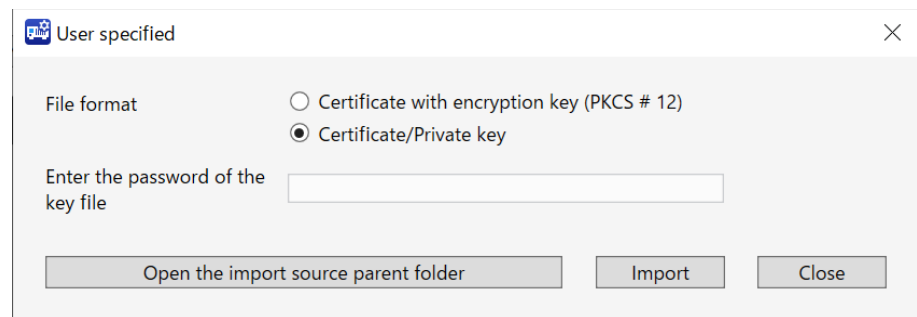 User specified
File format
Certificate with encryption key (PKCS # 12)
Certificate/Private key
Enter the password of the
key file
Open the import source parent folder
Import
Close